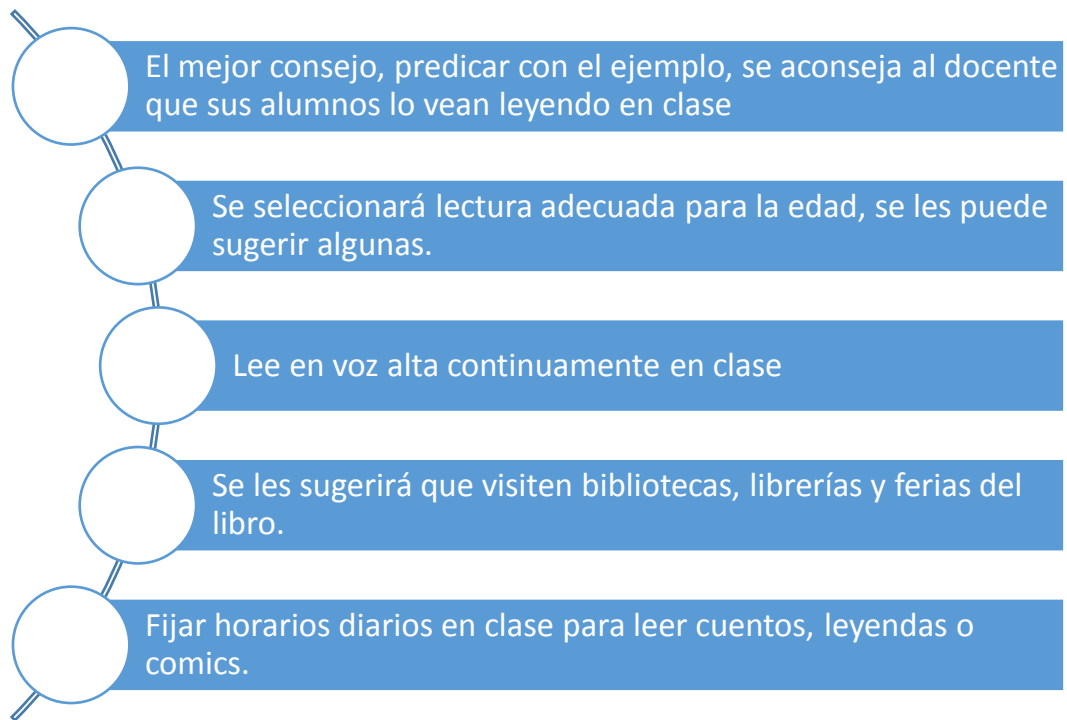 El mejor consejo, predicar con el ejemplo, se aconseja al docente
que sus alumnos lo vean leyendo en clase
Se seleccionará lectura adecuada para la edad, se les puede
sugerir algunas.
Lee en voz alta continuamente en clase
Se les sugerirá que visiten bibliotecas, librerías y ferias del
libro.
Fijar horarios diarios en clase para leer cuentos, leyendas o
comics.